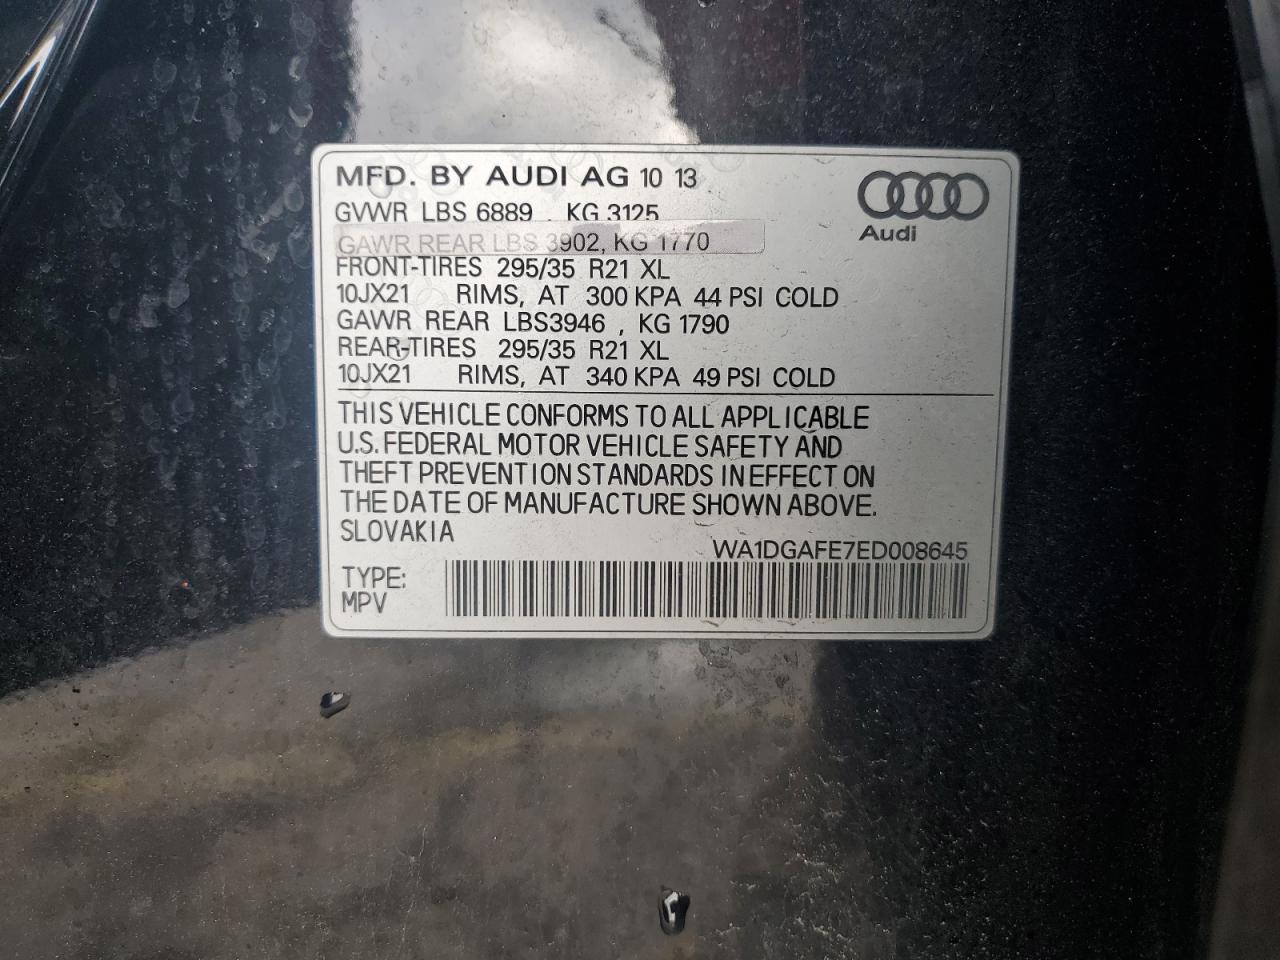 MFD. BY AUDI AG 10 13
Audi
GVWR LBS 6889 , KG 3125
GAWR REAR LBS 3902, KG 1770
FRONT-TIRES 295/35 R21 XL
10JX21 RIMS, AT 300 KPA 44 PSI COLD
GAWR REAR LBS3946 , KG 1790
REAR-TIRES 295/35 R21 XL
10JX21 RIMS, AT 340 KPA 49 PSI COLD
THIS VEHICLE CONFORMS TO ALL APPLICABLE
U.S. FEDERAL MOTOR VEHICLE SAFETY AND
THEFT PREVENTION STANDARDS IN EFFECT ON
THE DATE OF MANUFACTURE SHOWN ABOVE.
SLOVAKIA
WA1DGAFE7ED008645
TYPE:
MPV